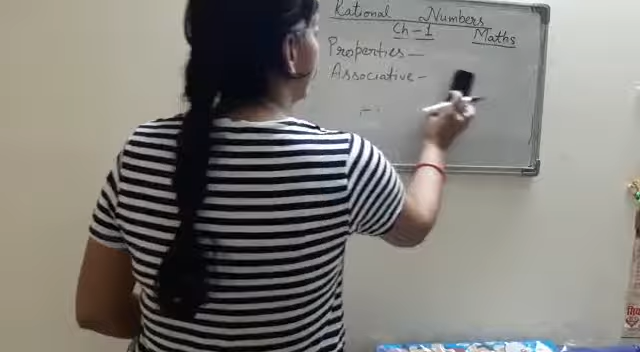 Rational Numbers
Ch-1 Maths
Properties —
Associative -